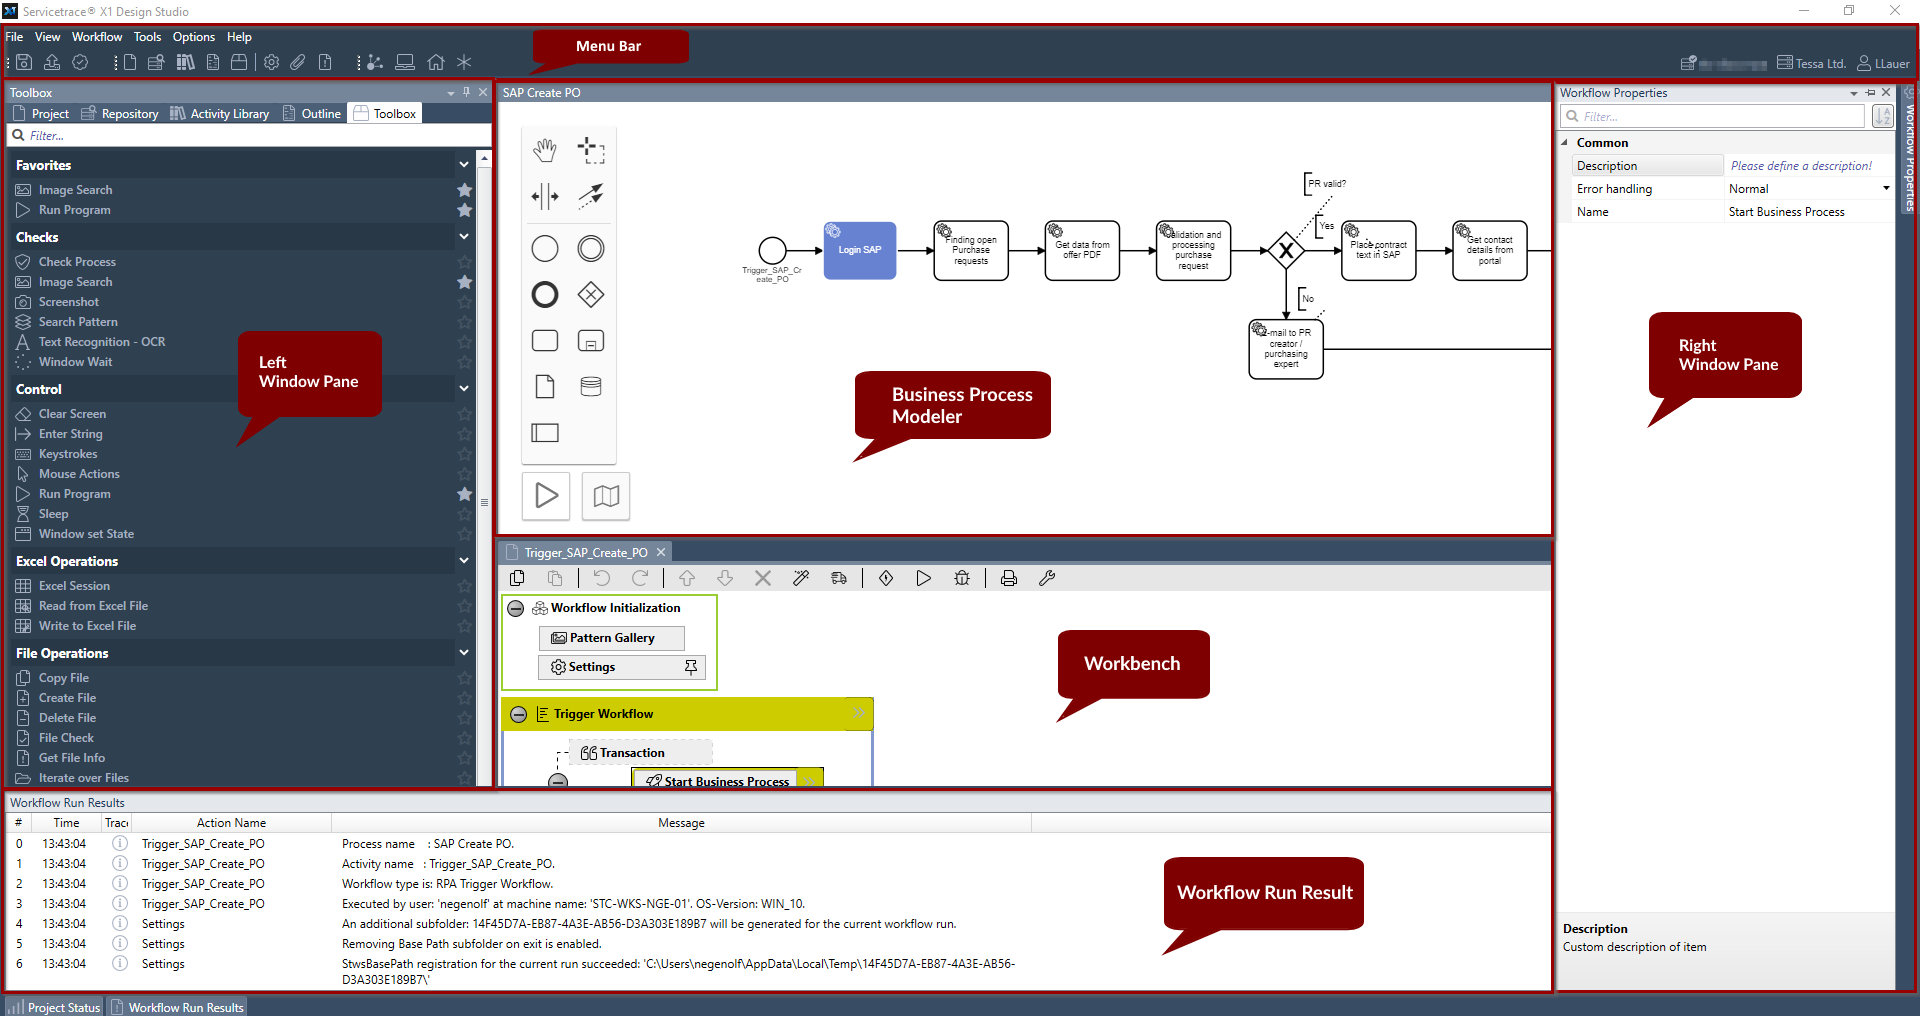 Servicetrace® X1 Design Studio
File View Workflow Tools Options Help
Menu Bar
Tessa Ltd. LLauer
Toolbox
Project Repository Activity Library Outline Toolbox
Filter...
Favorites
Image Search
Run Program
Checks
Check Process
Image Search
Screenshot
Search Pattern
Text Recognition - OCR
Window Wait
Control
Clear Screen
Enter String
Keystrokes
Mouse Actions
Run Program
Sleep
Window set State
Excel Operations
Excel Session
Read from Excel File
Write to Excel File
File Operations
Copy File
Create File
Delete File
File Check
Get File Info
Iterate over Files
Left
Window Pane
SAP Create PO
Trigger_SAP_Cr
eate_PO
Login SAP
Finding open
Purchase
requests
Get data from
offer PDF
Validation and
processing
purchase
request
PR valid?
Yes
No
Place contract
text in SAP
Get contact
details from
portal
E-mail to PR
creator /
purchasing
expert
Business Process
Modeler
Trigger_SAP_Create_PO
Workflow Initialization
Pattern Gallery
Settings
Trigger Workflow
Transaction
Start Business Process
Workbench
Workflow Properties
Filter...
Common
Description Please define a description!
Error handling Normal
Name Start Business Process
Workflow Properties
Right
Window Pane
Description
Custom description of item
Workflow Run Results
# Time Trac Action Name Message
0 13:43:04 Trigger_SAP_Create_PO Process name : SAP Create PO.
1 13:43:04 Trigger_SAP_Create_PO Activity name : Trigger_SAP_Create_PO.
2 13:43:04 Trigger_SAP_Create_PO Workflow type is: RPA Trigger Workflow.
3 13:43:04 Trigger_SAP_Create_PO Executed by user: 'negenolf' at machine name: 'STC-WKS-NGE-01'. OS-Version: WIN_10.
4 13:43:04 Settings An additional subfolder: 14F45D7A-EB87-4A3E-AB56-D3A303E189B7 will be generated for the current workflow run.
5 13:43:04 Settings Removing Base Path subfolder on exit is enabled.
6 13:43:04 Settings StwsBasePath registration for the current run succeeded: 'C:\Users\negenolf\AppData\Local\Temp\14F45D7A-EB87-4A3E-AB56-
D3A303E189B7\'
Workflow Run Result
Project Status Workflow Run Results